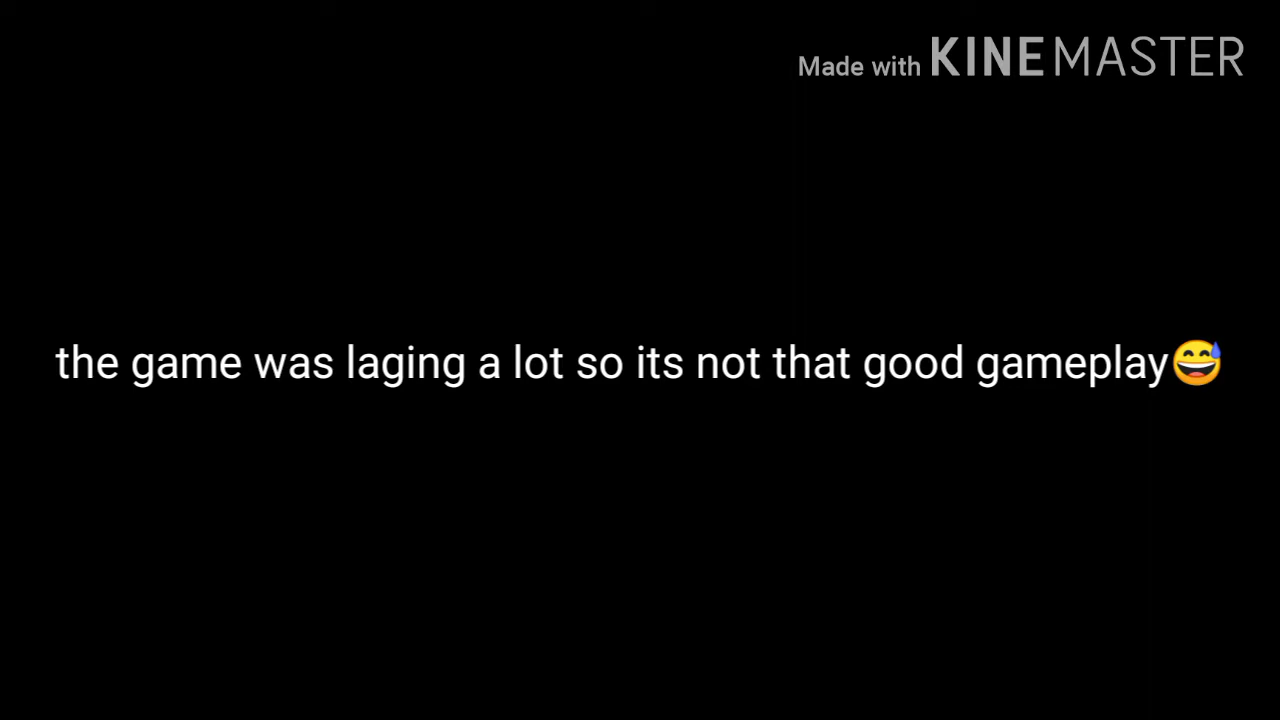 Made with KINEMASTER
the game was laging a lot so its not that good gameplay😅